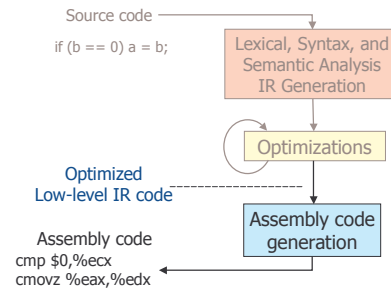 Source code
if (b == 0) a = b;
Lexical, Syntax, and
Semantic Analysis
IR Generation
Optimizations
Optimized
Low-level IR code
Assembly code
generation
Assembly code
cmp $0,%ecx
cmovz %eax,%edx